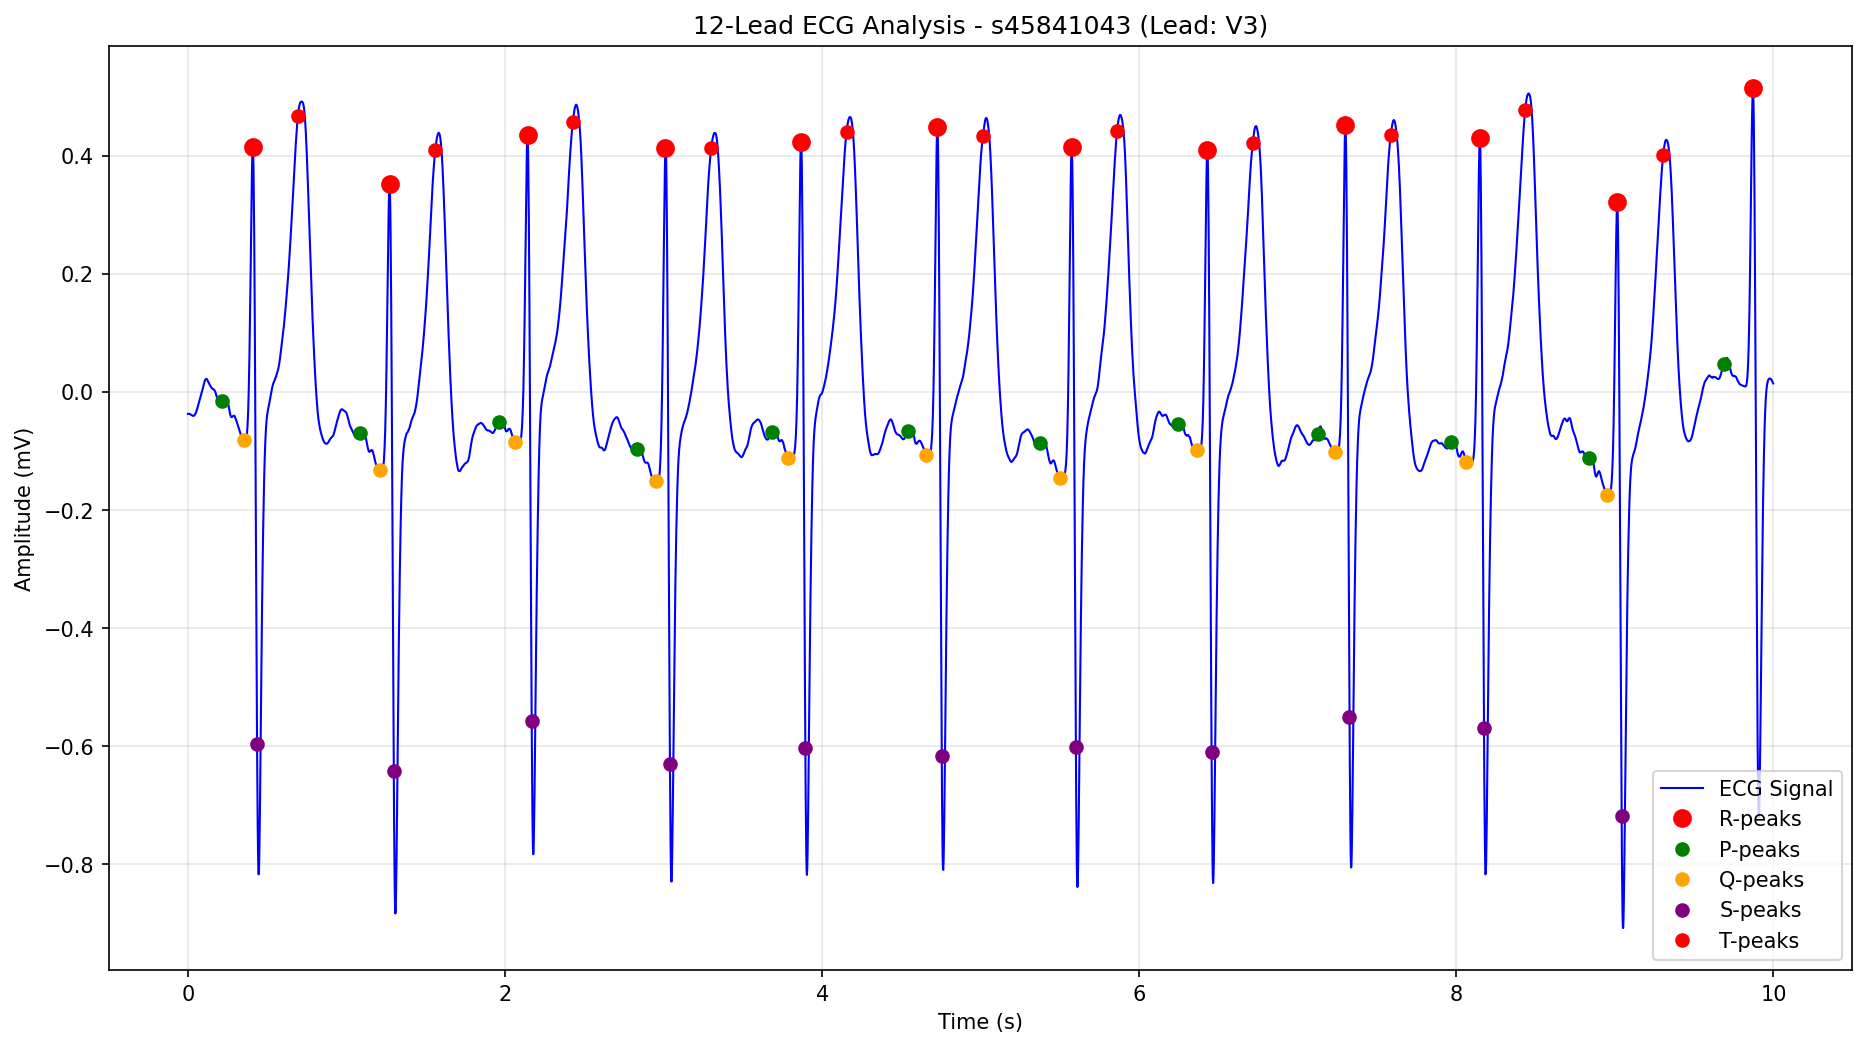 12-Lead ECG Analysis - s45841043 (Lead: V3)
Amplitude (mV)
0.4
0.2
0.0
−0.2
−0.4
−0.6
−0.8
0 2 4 6 8 10
Time (s)
ECG Signal
R-peaks
P-peaks
Q-peaks
S-peaks
T-peaks